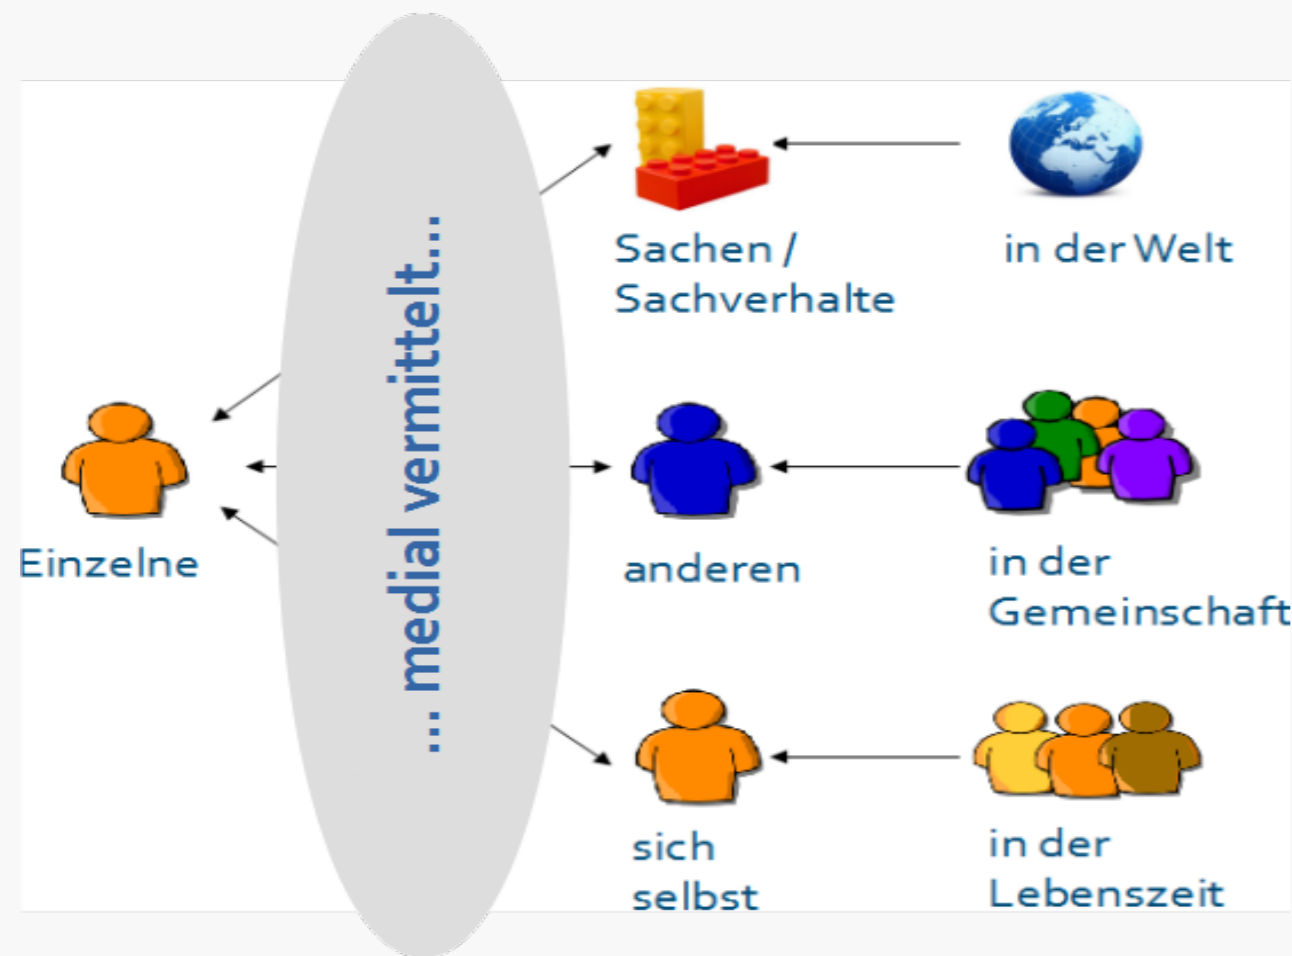 Einzelne
... medial vermittelt...
Sachen /
Sachverhalte
in der Welt
anderen
in der
Gemeinschaft
sich
selbst
in der
Lebenszeit